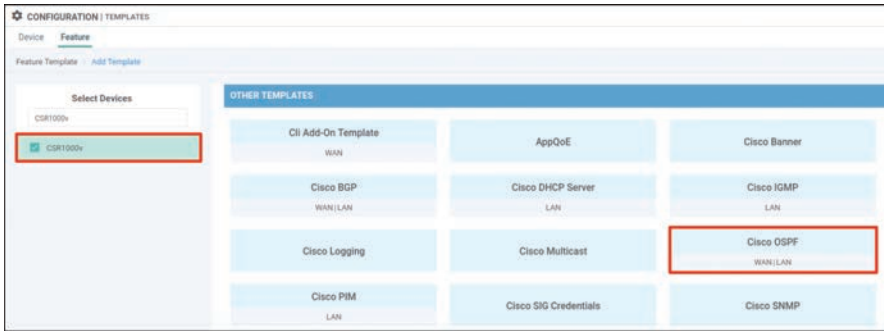 CONFIGURATION | TEMPLATES
Device Feature
Feature Template Add Template
Select Devices
CSR1000v
CSR1000v
OTHER TEMPLATES
Cli Add-On Template
WAN
AppQoE
Cisco Banner
Cisco BGP
WAN|LAN
Cisco DHCP Server
LAN
Cisco IGMP
LAN
Cisco Logging
Cisco Multicast
Cisco OSPF
WAN|LAN
Cisco PIM
LAN
Cisco SIG Credentials
Cisco SNMP